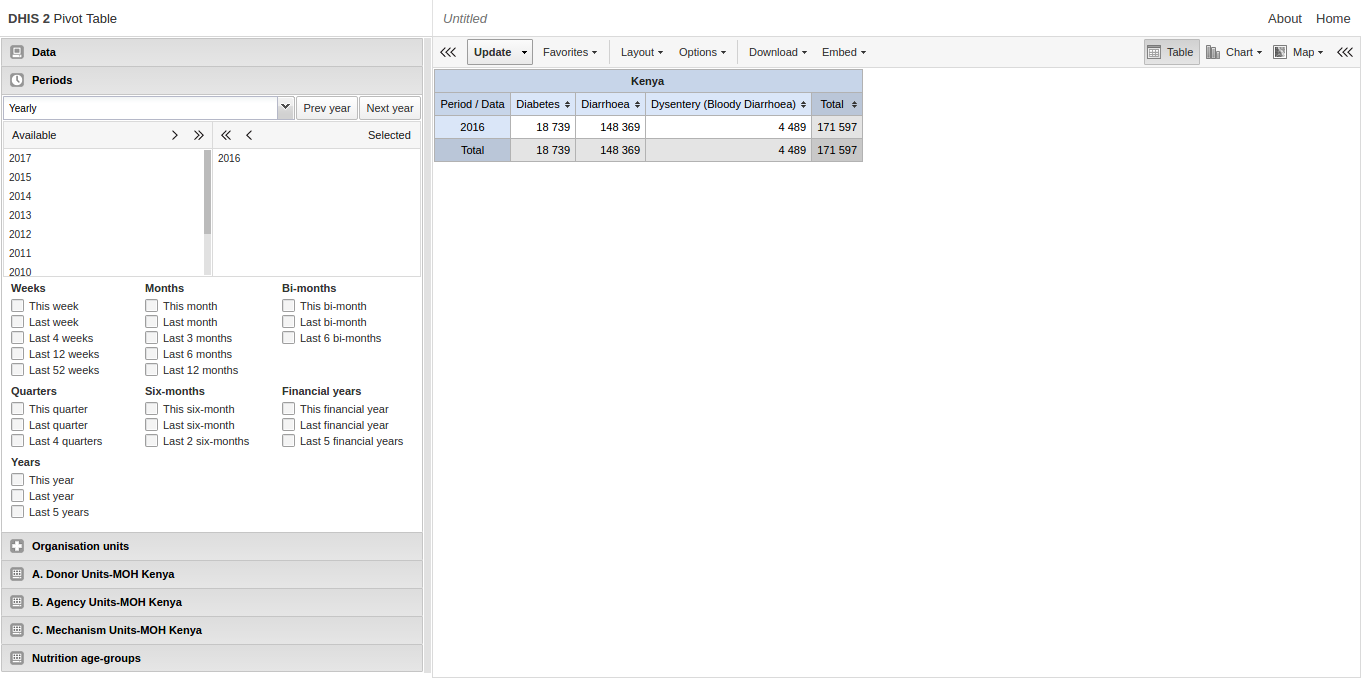 DHIS 2 Pivot Table
Untitled
About Home
Data
Periods
Yearly
Prev year
Next year
Available
Selected
2017
2015
2014
2013
2012
2011
2010
2016
Weeks
This week
Last week
Last 4 weeks
Last 12 weeks
Last 52 weeks
Months
This month
Last month
Last 3 months
Last 6 months
Last 12 months
Bi-months
This bi-month
Last bi-month
Last 6 bi-months
Quarters
This quarter
Last quarter
Last 4 quarters
Six-months
This six-month
Last six-month
Last 2 six-months
Financial years
This financial year
Last financial year
Last 5 financial years
Years
This year
Last year
Last 5 years
Organisation units
A. Donor Units-MOH Kenya
B. Agency Units-MOH Kenya
C. Mechanism Units-MOH Kenya
Nutrition age-groups
Update Favorites Layout Options Download Embed Table Chart Map
Kenya
Period / Data Diabetes Diarrhoea Dysentery (Bloody Diarrhoea) Total
2016 18 739 148 369 4 489 171 597
Total 18 739 148 369 4 489 171 597